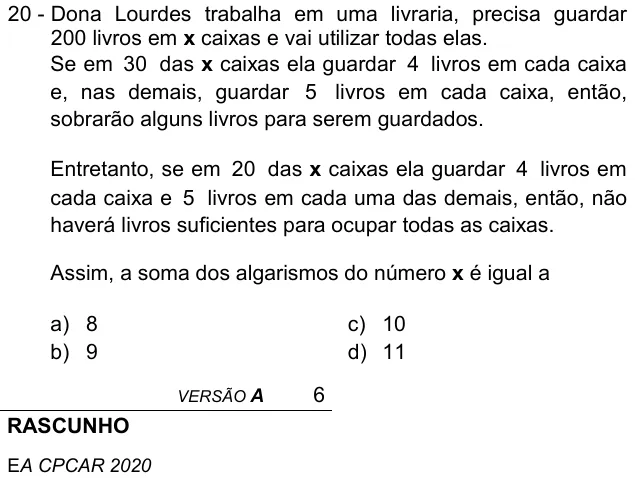 20 - Dona Lourdes trabalha em uma livraria, precisa guardar
200 livros em x caixas e vai utilizar todas elas.
Se em 30 das x caixas ela guardar 4 livros em cada caixa
e, nas demais, guardar 5 livros em cada caixa, então,
sobrarão alguns livros para serem guardados.
Entretanto, se em 20 das x caixas ela guardar 4 livros em
cada caixa e 5 livros em cada uma das demais, então, não
haverá livros suficientes para ocupar todas as caixas.
Assim, a soma dos algarismos do número x é igual a
a) 8
b) 9
c) 10
d) 11
VERSÃO A 6
RASCUNHO
EA CPCAR 2020